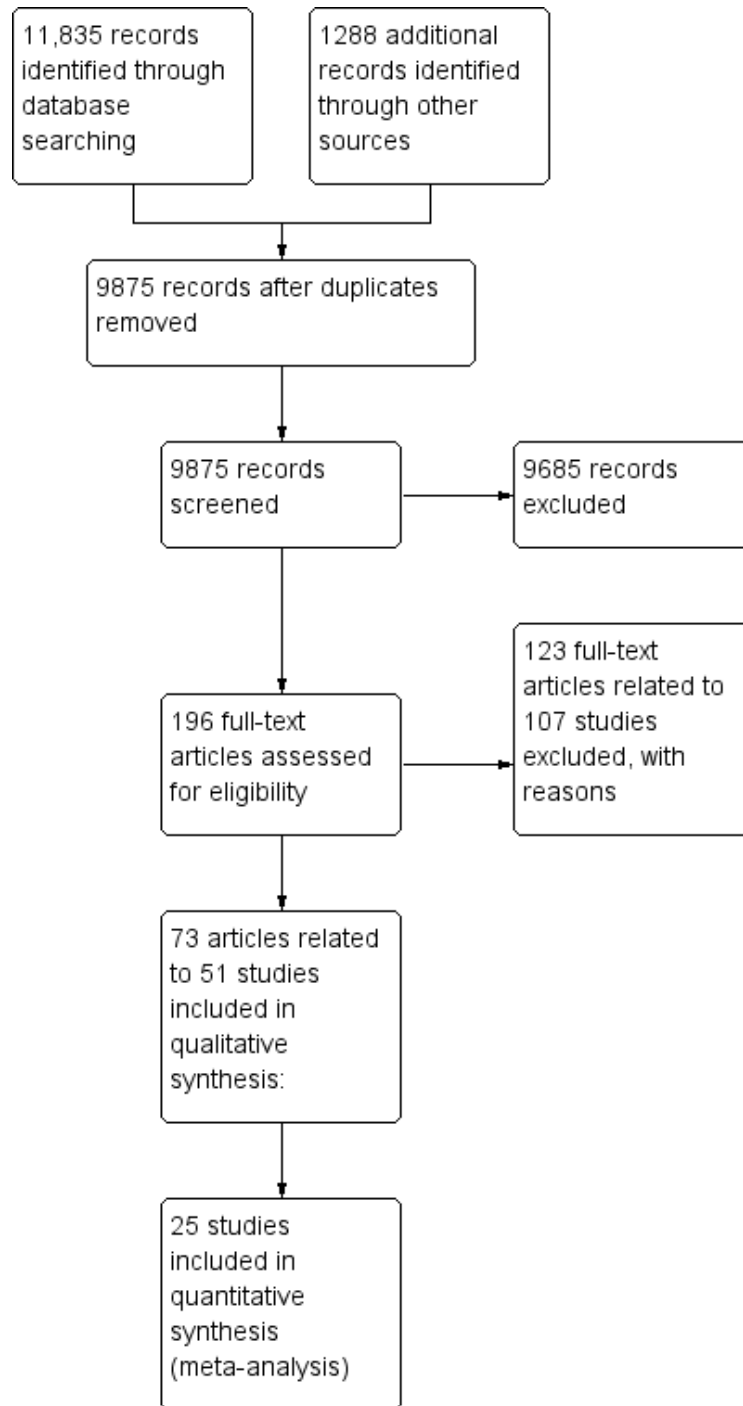 11,835 records
identified through
database
searching
1288 additional
records identified
through other
sources
9875 records after duplicates
removed
9875 records
screened
9685 records
excluded
196 full-text
articles assessed
for eligibility
123 full-text
articles related to
107 studies
excluded, with
reasons
73 articles related
to 51 studies
included in
qualitative
synthesis:
25 studies
included in
quantitative
synthesis
(meta-analysis)